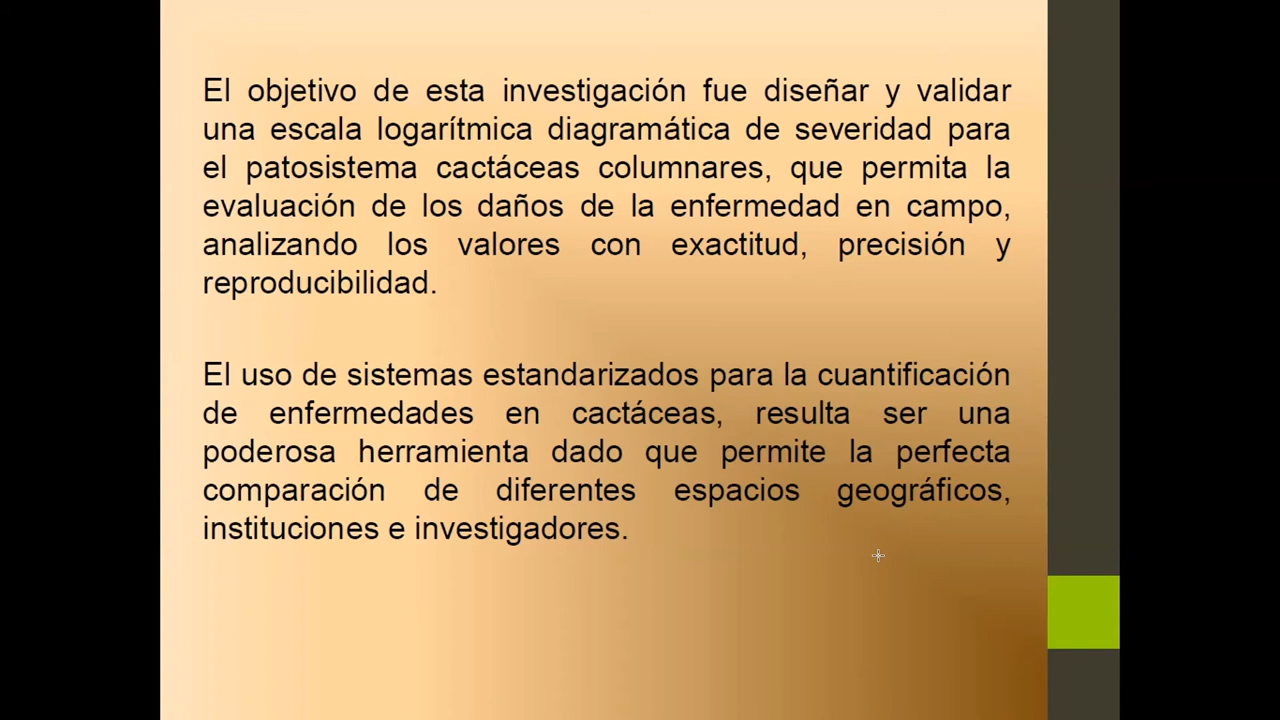 El objetivo de esta investigación fue diseñar y validar
una escala logarítmica diagramática de severidad para
el patosistema cactáceas columnares, que permita la
evaluación de los daños de la enfermedad en campo,
analizando los valores con exactitud, precisión y
reproducibilidad.
El uso de sistemas estandarizados para la cuantificación
de enfermedades en cactáceas, resulta ser una
poderosa herramienta dado que permite la perfecta
comparación de diferentes espacios geográficos,
instituciones e investigadores.